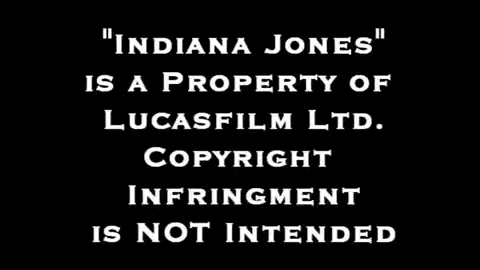 "Indiana Jones"
is a Property of
Lucasfilm Ltd.
Copyright
Infringment
is NOT Intended